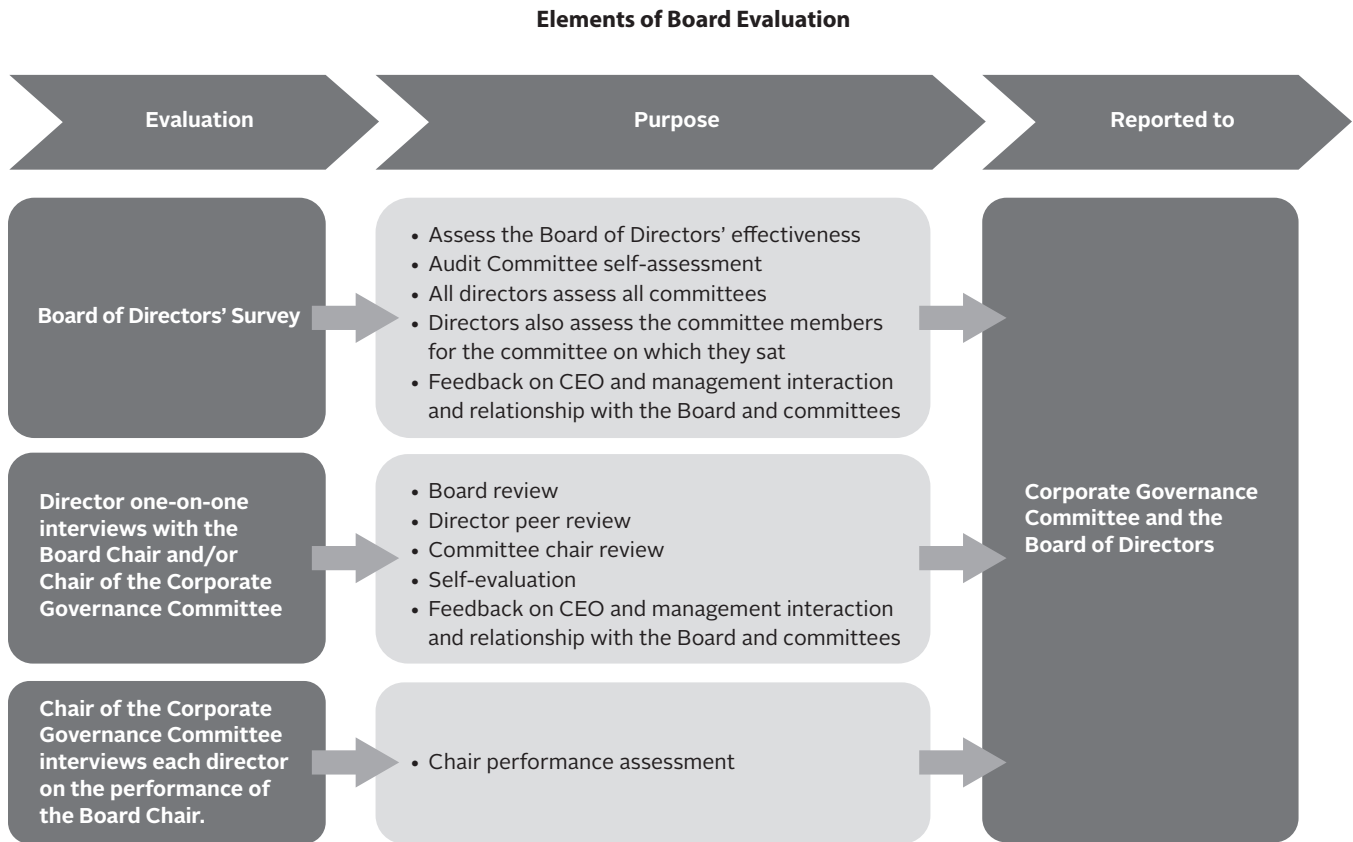 Elements of Board Evaluation
Evaluation
Purpose
Reported to
Board of Directors’ Survey
• Assess the Board of Directors’ effectiveness
• Audit Committee self-assessment
• All directors assess all committees
• Directors also assess the committee members
for the committee on which they sat
• Feedback on CEO and management interaction
and relationship with the Board and committees
Director one-on-one
interviews with the
Board Chair and/or
Chair of the Corporate
Governance Committee
• Board review
• Director peer review
• Committee chair review
• Self-evaluation
• Feedback on CEO and management interaction
and relationship with the Board and committees
Chair of the Corporate
Governance Committee
interviews each director
on the performance of
the Board Chair.
• Chair performance assessment
Corporate Governance
Committee and the
Board of Directors